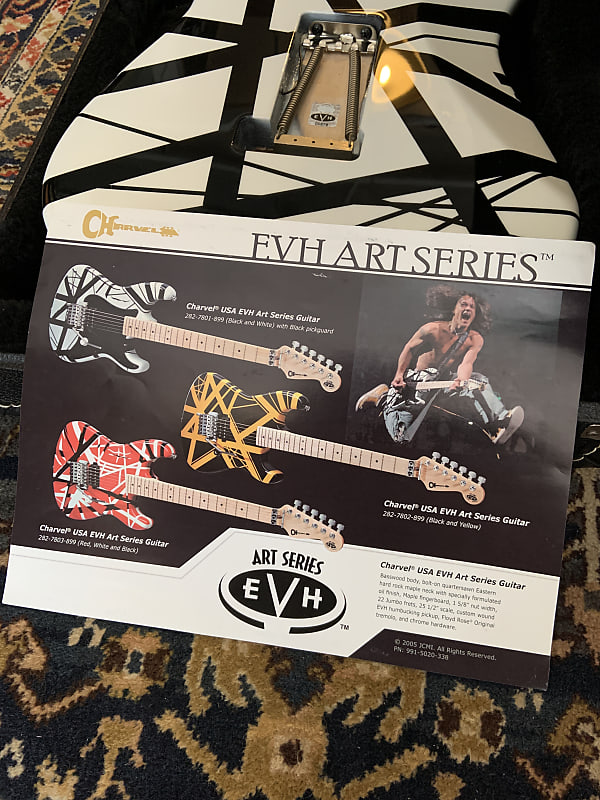 EVH
CHARVEL
EVH ART SERIES™
Charvel® USA EVH Art Series Guitar
282-7801-899 (Black and White) with Black pickguard
Charvel® USA EVH Art Series Guitar
282-7802-899 (Black and Yellow)
Charvel® USA EVH Art Series Guitar
282-7803-899 (Red, White and Black)
ART SERIES
EVH™
Charvel® USA EVH Art Series Guitar
Basswood body, bolt-on quartersawn Eastern
hard rock maple neck with specially formulated
oil finish, Maple fingerboard, 1 5/8" nut width,
22 Jumbo frets, 25 1/2" scale, custom wound
EVH humbucking pickup, Floyd Rose® Original
tremolo, and chrome hardware.
© 2005 JCMI. All Rights Reserved.
PN: 991-5020-338